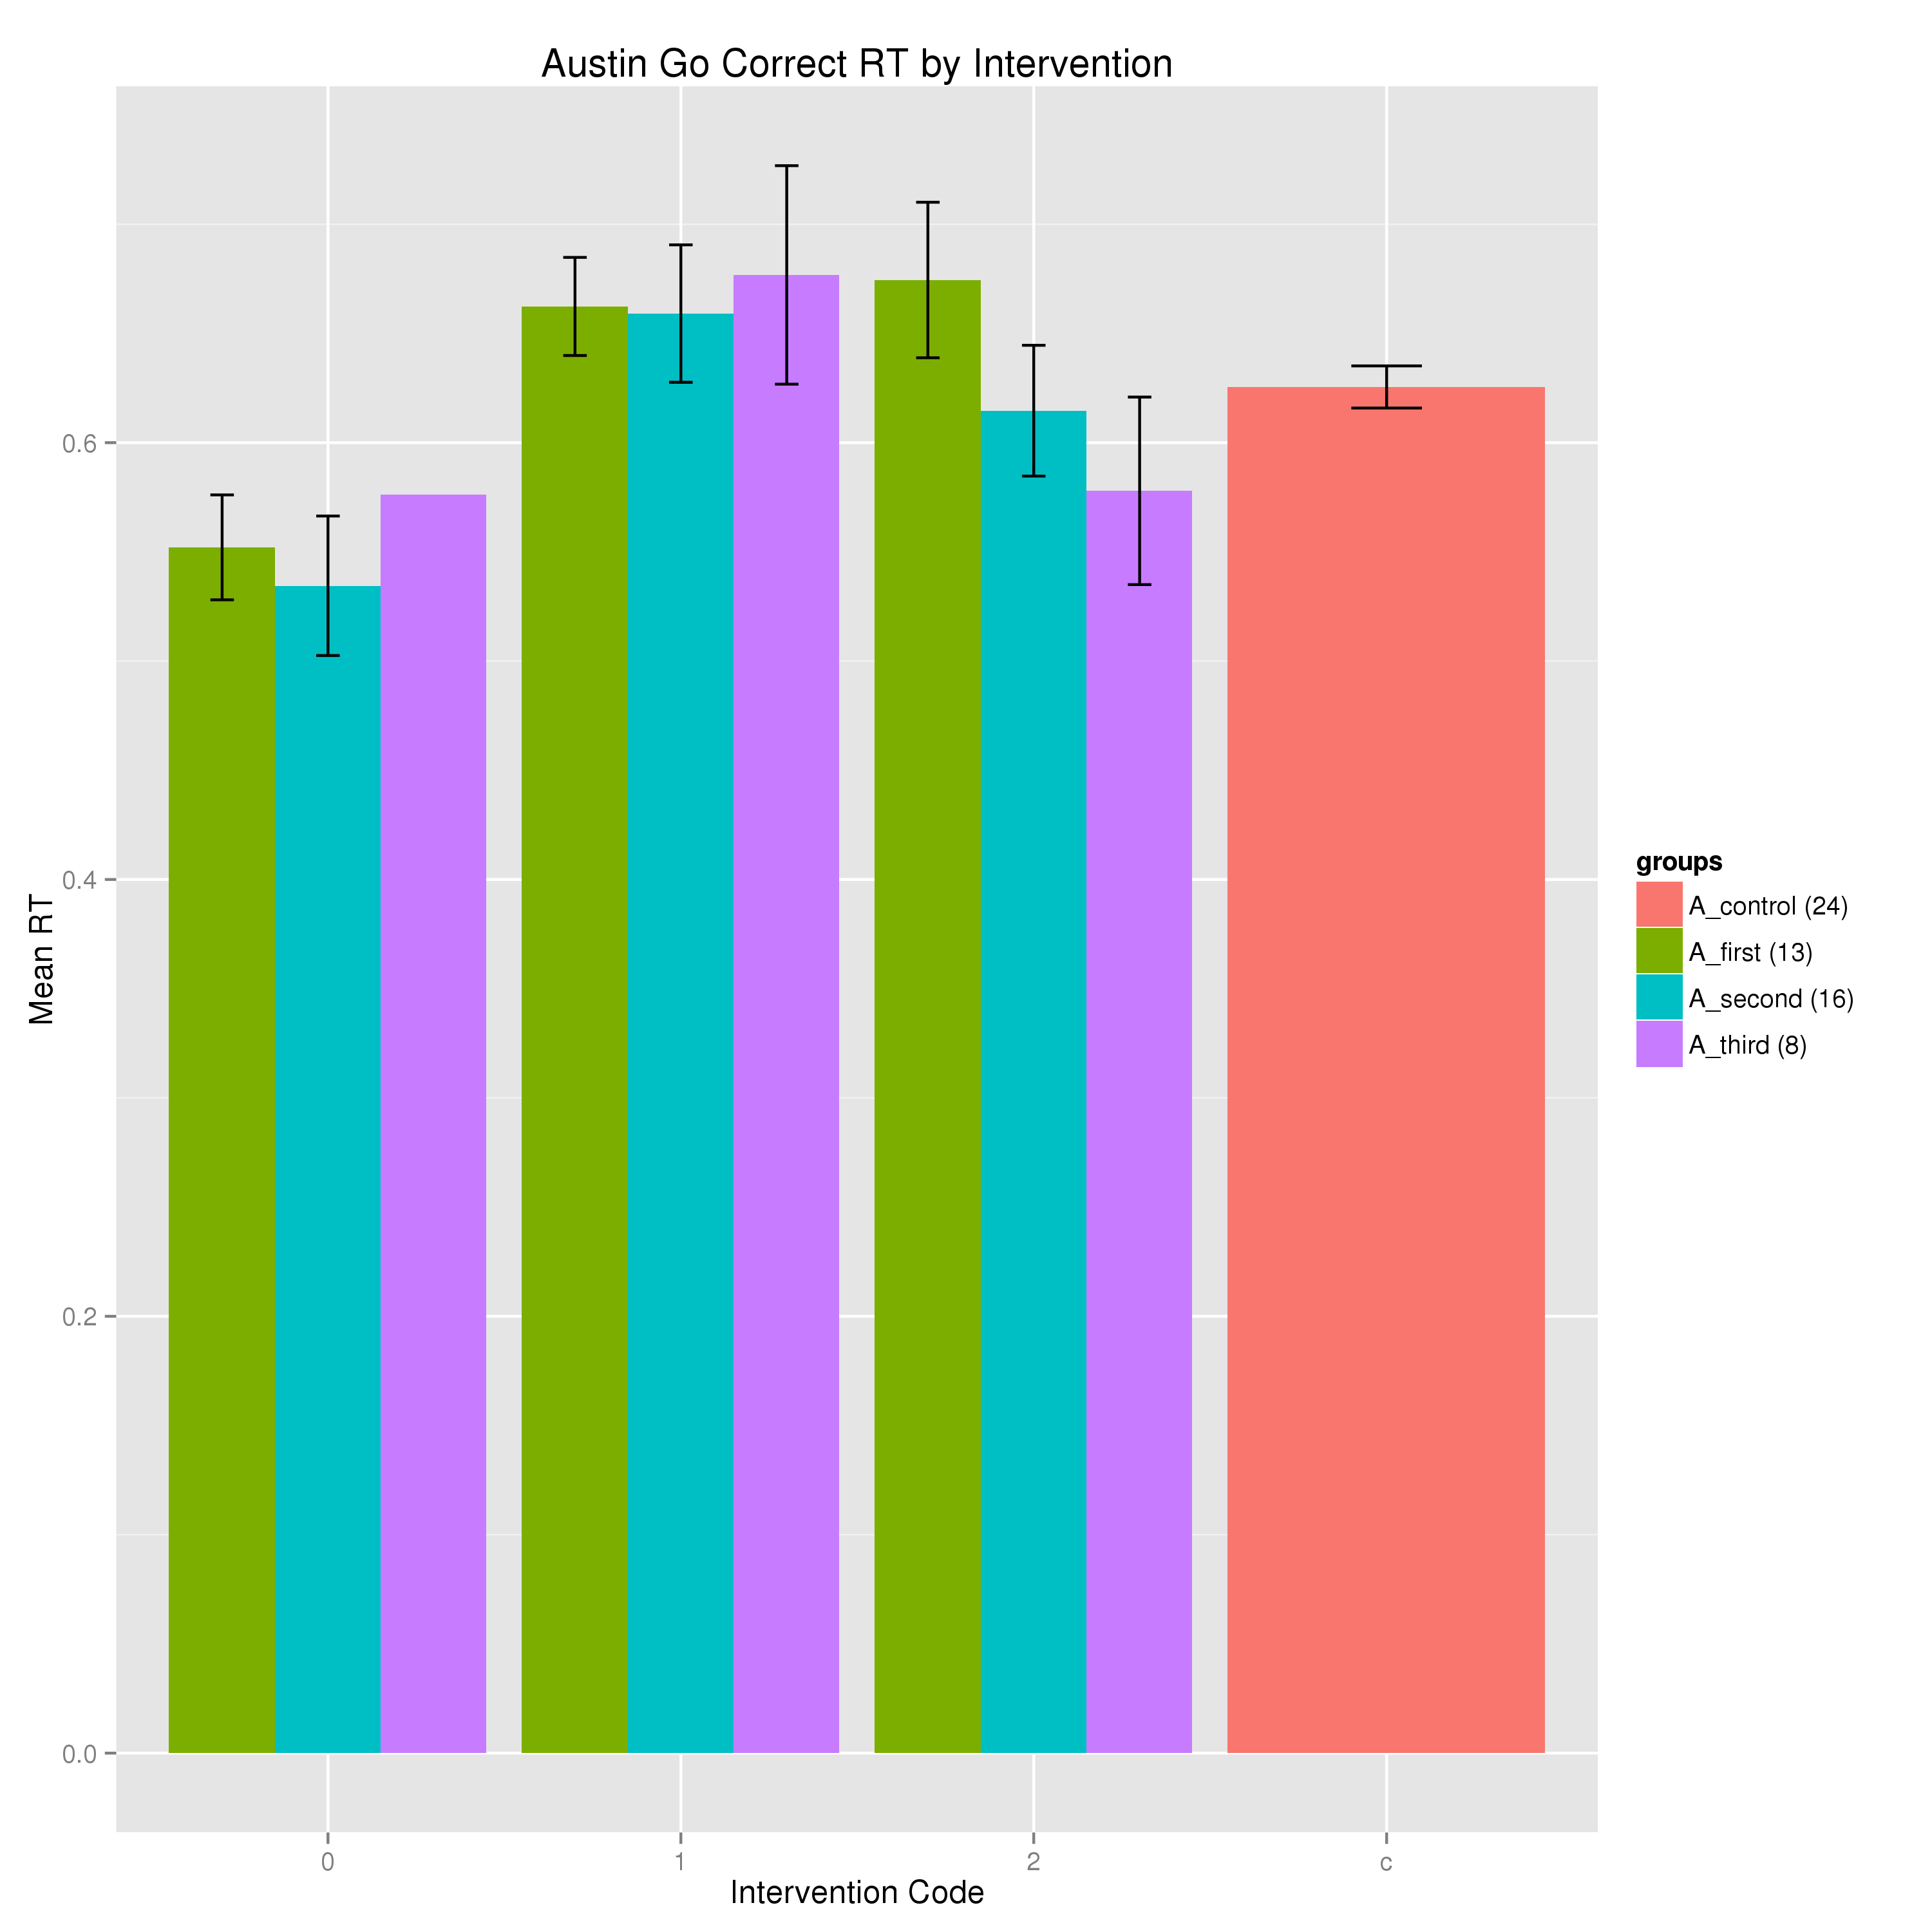 Austin Go Correct RT by Intervention
Mean RT
0.6
0.4
0.2
0.0
0
1
2
c
Intervention Code
groups
A_control (24)
A_first (13)
A_second (16)
A_third (8)